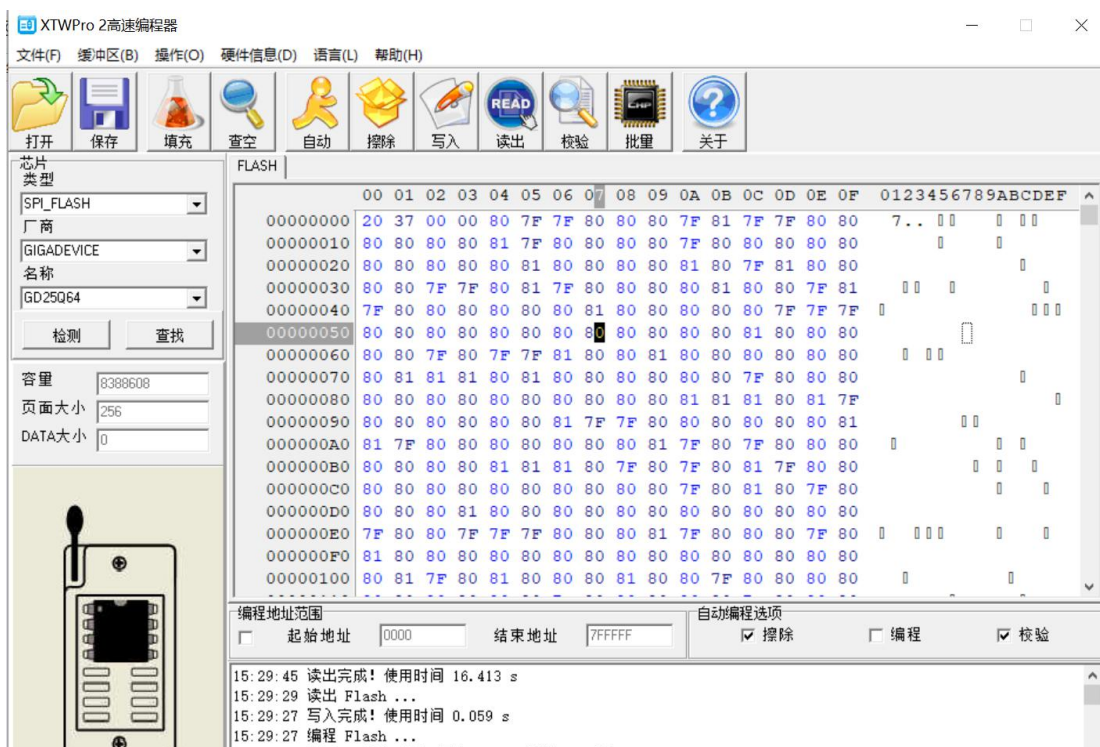 XTWPro 2高速编程器
文件(F) 缓冲区(B) 操作(O) 硬件信息(D) 语言(L) 帮助(H)
READ CHIP
打开 保存 填充 查空 自动 擦除 写入 读出 校验 批量 关于
芯片
类型
SPI_FLASH
厂商
GIGADEVICE
名称
GD25Q64
检测 查找
容量 8388608
页面大小 256
DATA大小 0
FLASH
00 01 02 03 04 05 06 07 08 09 0A 0B 0C 0D 0E 0F 0123456789ABCDEF
00000000 20 37 00 00 80 7F 7F 80 80 80 7F 81 7F 7F 80 80 7..
00000010 80 80 80 80 81 7F 80 80 80 80 7F 80 80 80 80 80
00000020 80 80 80 80 80 81 80 80 80 80 81 80 7F 81 80 80
00000030 80 80 7F 7F 80 81 7F 80 80 80 81 80 80 80 7F 81
00000040 7F 80 80 80 80 80 80 81 80 80 80 80 80 7F 7F 7F
00000050 80 80 80 80 80 80 80 80 80 80 80 80 81 80 80 80
00000060 80 80 7F 80 7F 7F 81 80 80 81 80 80 80 80 80 80
00000070 80 81 81 81 80 81 80 80 80 80 80 80 7F 80 80 80
00000080 80 80 80 80 80 80 80 80 80 80 81 81 81 80 81 7F
00000090 80 80 80 80 80 80 81 7F 7F 80 80 80 80 80 80 81
000000A0 81 7F 80 80 80 80 80 80 80 81 7F 80 7F 80 80 80
000000B0 80 80 80 80 81 81 81 80 7F 80 7F 80 81 7F 80 80
000000C0 80 80 80 80 80 80 80 80 80 80 7F 80 81 80 7F 80
000000D0 80 80 80 81 80 80 80 80 80 80 80 80 80 80 80 80
000000E0 7F 80 80 7F 7F 7F 80 80 80 81 7F 80 80 80 7F 80
000000F0 81 80 80 80 80 80 80 80 80 80 80 80 80 80 80 80
00000100 80 81 7F 80 81 80 80 80 81 80 80 7F 80 80 80 80
编程地址范围
起始地址 0000 结束地址 7FFFFF
自动编程选项
擦除 编程 校验
15:29:45 读出完成! 使用时间 16.413 s
15:29:29 读出 Flash ...
15:29:27 写入完成! 使用时间 0.059 s
15:29:27 编程 Flash ...